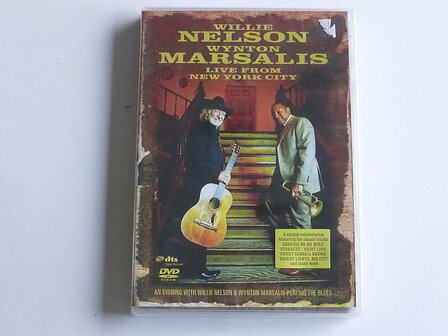 WILLIE
NELSON
WYNTON
MARSALIS
LIVE FROM
NEW YORK CITY
A unique collaboration
featuring the classic tracks
'GEORGIA ON MY MIND'
'STARDUST', 'NIGHT LIFE'
'SWEET GEORGIA BROWN'
'BRIGHT LIGHTS, BIG CITY'
and many more
dts
DVD
VIDEO
AN EVENING WITH WILLIE NELSON & WYNTON MARSALIS PLAYING THE BLUES